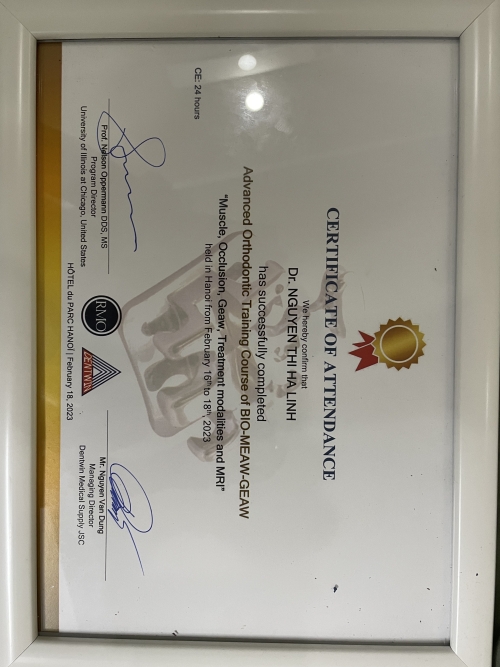 CERTIFICATE OF ATTENDANCE
We hereby confirm that
Dr. NGUYEN THI HA LINH
has successfully completed
Advanced Orthodontic Training Course of BIO-MEAW-GEAW
"Muscle, Occlusion, Geaw, Treatment modalities and MRI"
held in Hanoi from February 16th to 18th, 2023
CE: 24 hours
Prof. Nelson Oppermann DDS, MS
Program Director
University of Illinois at Chicago, United States
RMO
DENTWIN
Mr. Nguyen Van Dung
Managing Director
Dentwin Medical Supply JSC
HÔTEL du PARC HANOÏ | February 18, 2023